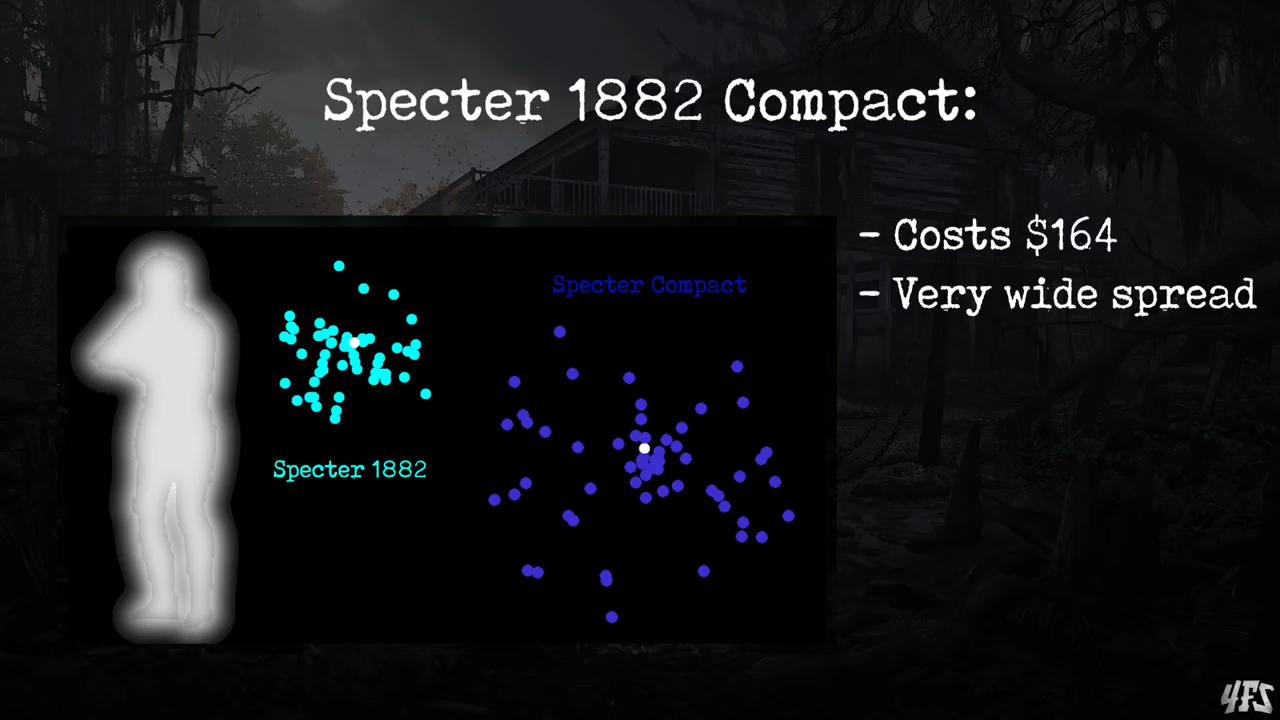 Specter 1882 Compact:
- Costs $164
- Very wide spread
Specter Compact
Specter 1882
4FS